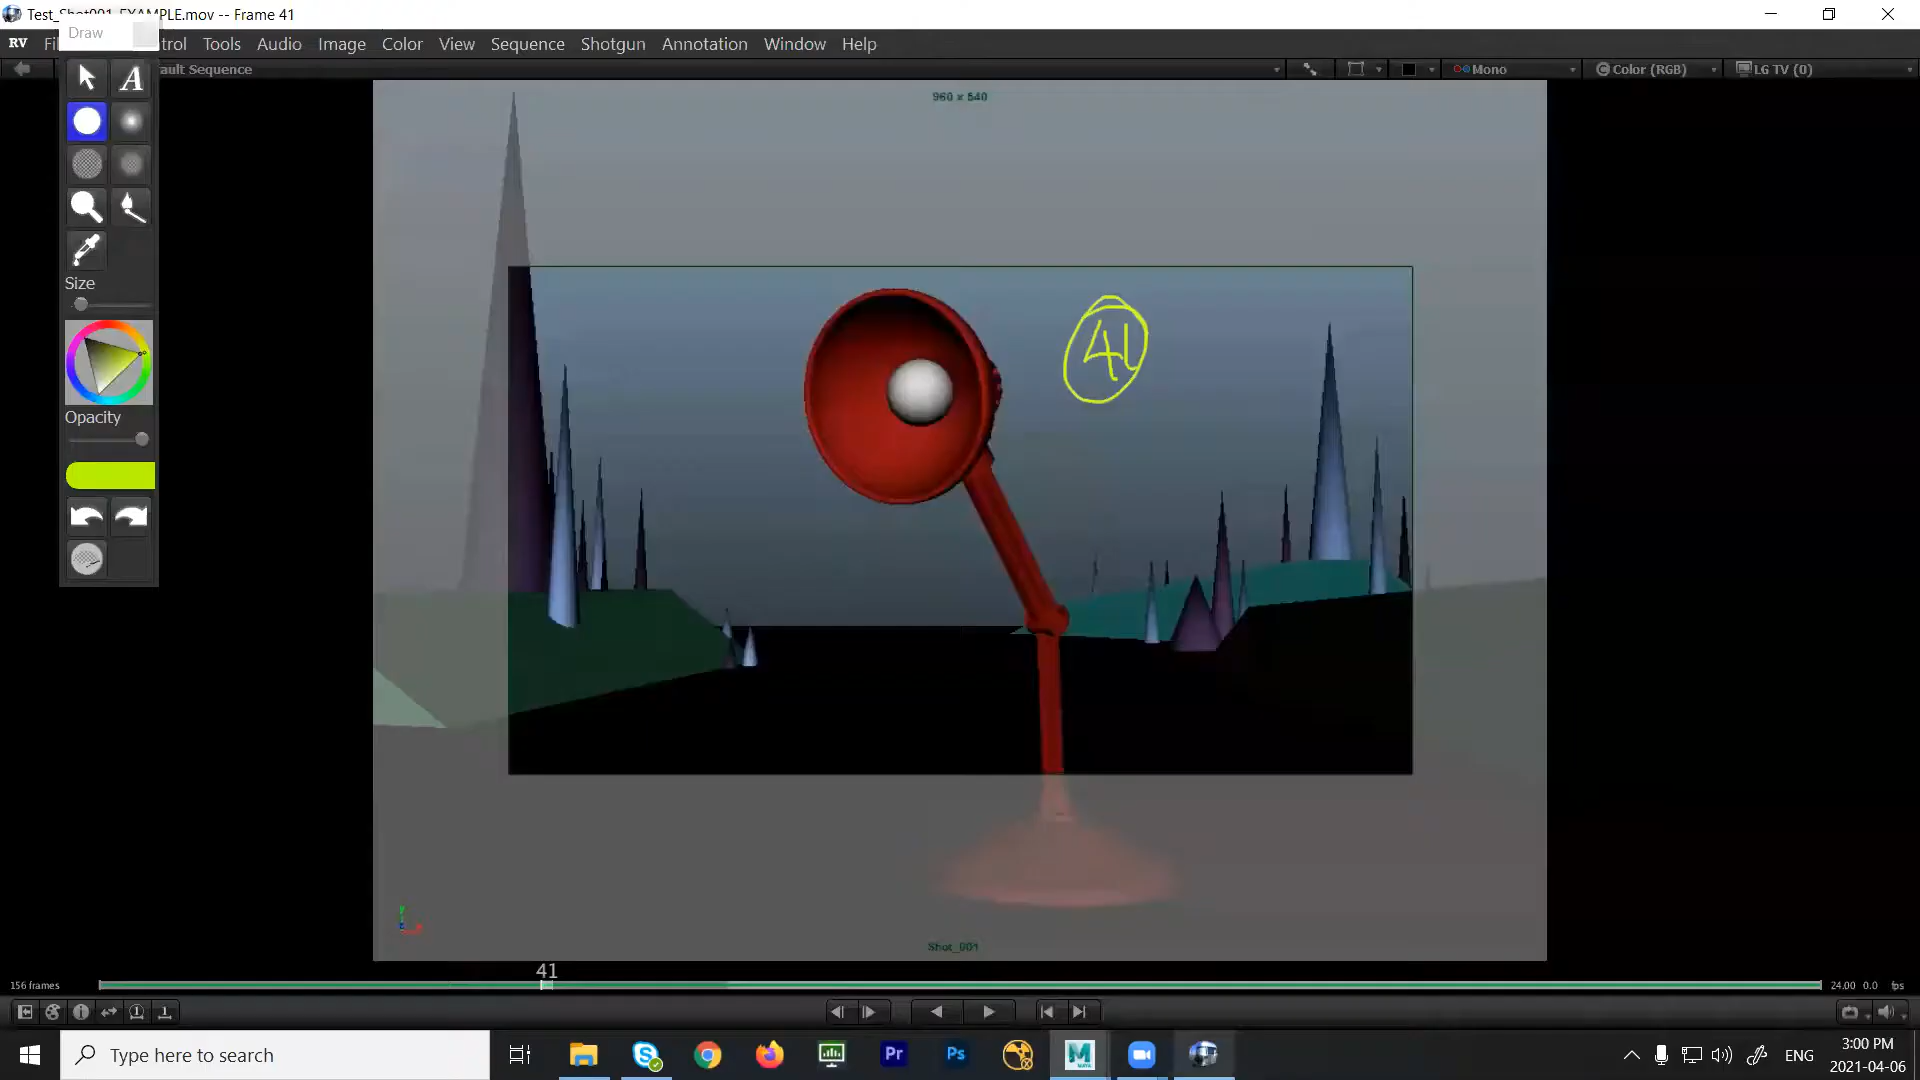 Test_Shot001_EXAMPLE.mov -- Frame 41
Draw
RV Fil trol Tools Audio Image Color View Sequence Shotgun Annotation Window Help
ault Sequence
Mono
Color (RGB)
LG TV (0)
960 x 540
41
Size
Opacity
y
Shot_001
41
156 frames
24.00 0.0 fps
Type here to search
Pr
Ps
M
ENG
3:00 PM
2021-04-06